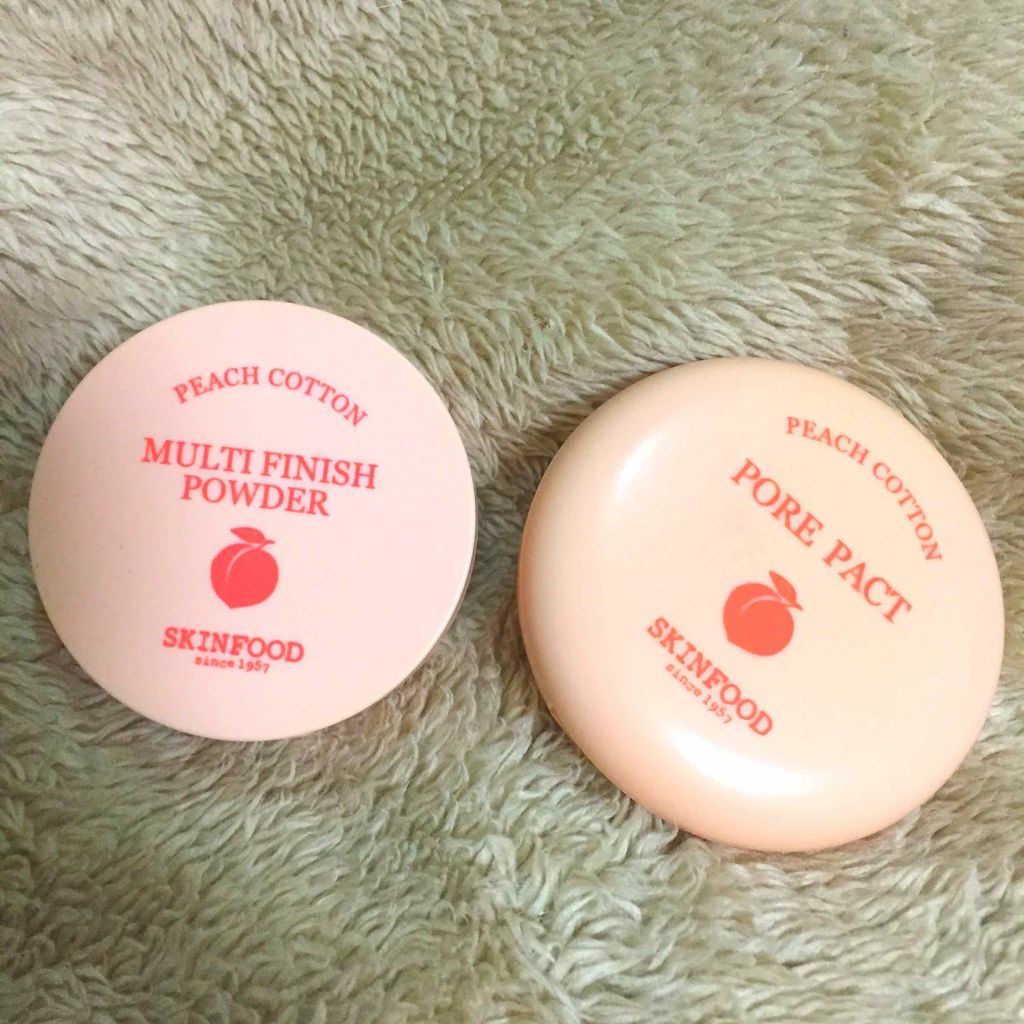 PEACH COTTON
MULTI FINISH
POWDER
SKINFOOD
since 1957
PEACH COTTON
PORE PACT
SKINFOOD
since 1957